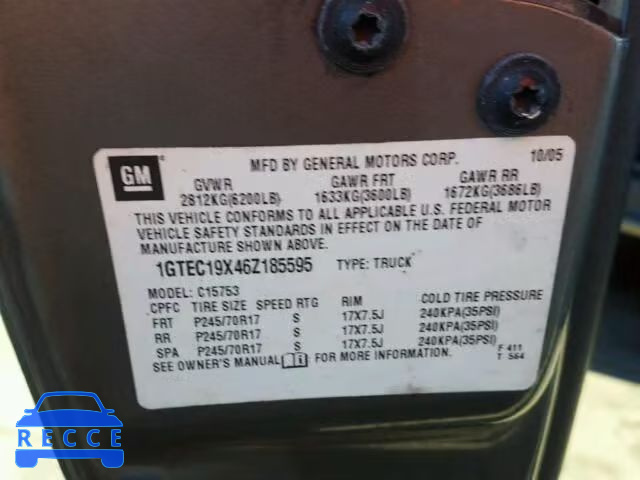 GM
MFD BY GENERAL MOTORS CORP. 10/05
GVWR GAWR FRT GAWR RR
2812KG(6200LB) 1633KG(3600LB) 1672KG(3686LB)
THIS VEHICLE CONFORMS TO ALL APPLICABLE U.S. FEDERAL MOTOR
VEHICLE SAFETY STANDARDS IN EFFECT ON THE DATE OF
MANUFACTURE SHOWN ABOVE.
1GTEC19X46Z185595 TYPE: TRUCK
MODEL: C15753
CPFC TIRE SIZE SPEED RTG RIM COLD TIRE PRESSURE
FRT P245/70R17 S 17X7.5J 240KPA(35PSI)
RR P245/70R17 S 17X7.5J 240KPA(35PSI)
SPA P245/70R17 S 17X7.5J 240KPA(35PSI)
SEE OWNER'S MANUAL FOR MORE INFORMATION. F 411
T 564
RECCE